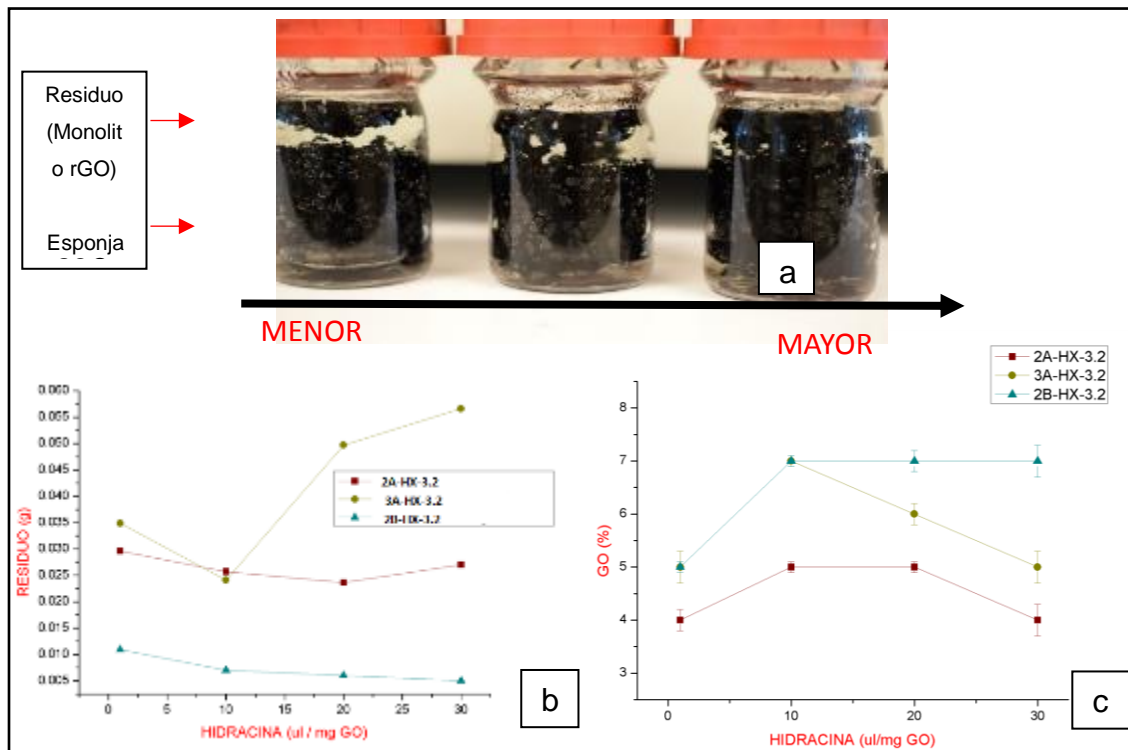 Residuo
(Monolit
o rGO)
Esponja
a
MENOR
MAYOR
2A-HX-3.2
3A-HX-3.2
2B-HX-3.2
0.060
0.055
0.050
0.045
0.040
0.035
0.030
0.025
0.020
0.015
0.010
0.005
RESIDUO (g)
2A-HX-3.2
3A-HX-3.2
2B-HX-3.2
0 5 10 15 20 25 30
HIDRACINA (ul / mg GO)
b
8
7
6
5
4
3
GO (%)
0 10 20 30
HIDRACINA (ul/mg GO)
c